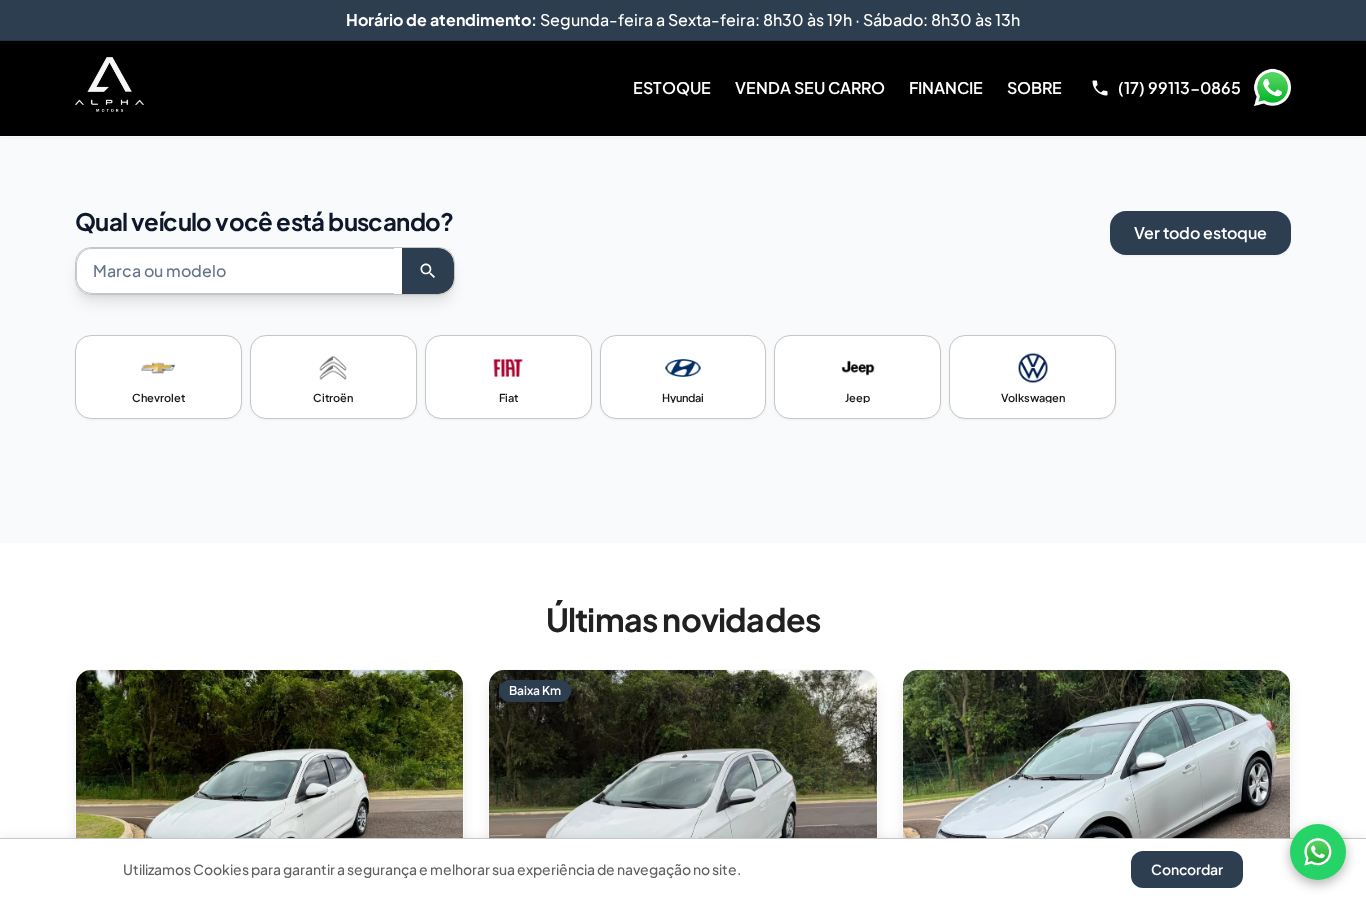 Horário de atendimento: Segunda-feira a Sexta-feira: 8h30 às 19h · Sábado: 8h30 às 13h
ALPHA
MOTORS
ESTOQUE VENDA SEU CARRO FINANCIE SOBRE (17) 99113-0865
Qual veículo você está buscando?
Ver todo estoque
Marca ou modelo
FIAT Jeep
Chevrolet Citroën Fiat Hyundai Jeep Volkswagen
Últimas novidades
Baixa Km
Utilizamos Cookies para garantir a segurança e melhorar sua experiência de navegação no site.
Concordar